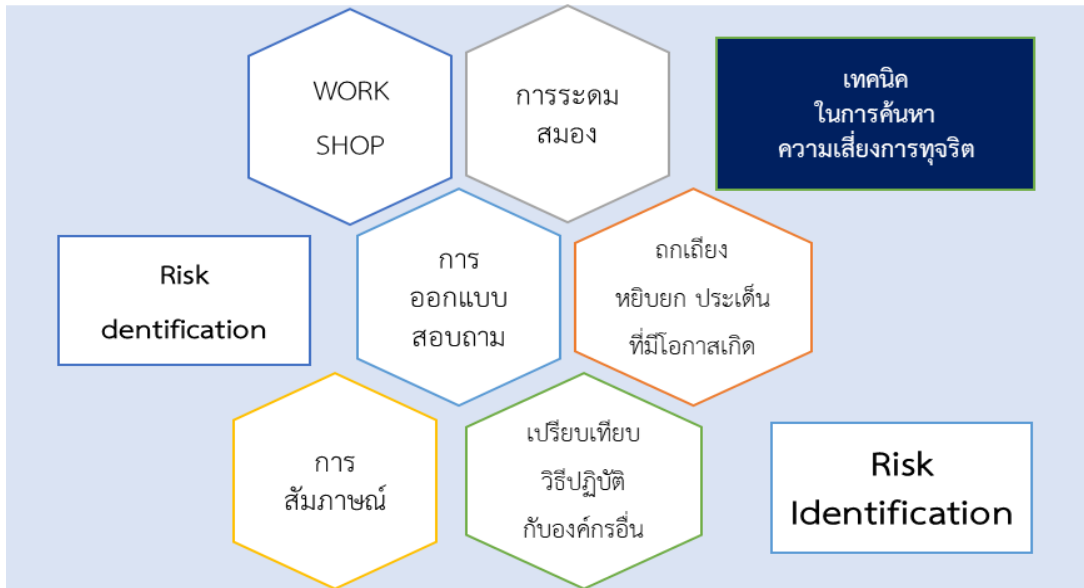 WORK
SHOP
การระดม
สมอง
เทคนิค
ในการค้นหา
ความเสี่ยงการทุจริต
Risk
dentification
การ
ออกแบบ
สอบถาม
ถกเถียง
หยิบยก ประเด็น
ที่มีโอกาสเกิด
การ
สัมภาษณ์
เปรียบเทียบ
วิธีปฏิบัติ
กับองค์กรอื่น
Risk
Identification